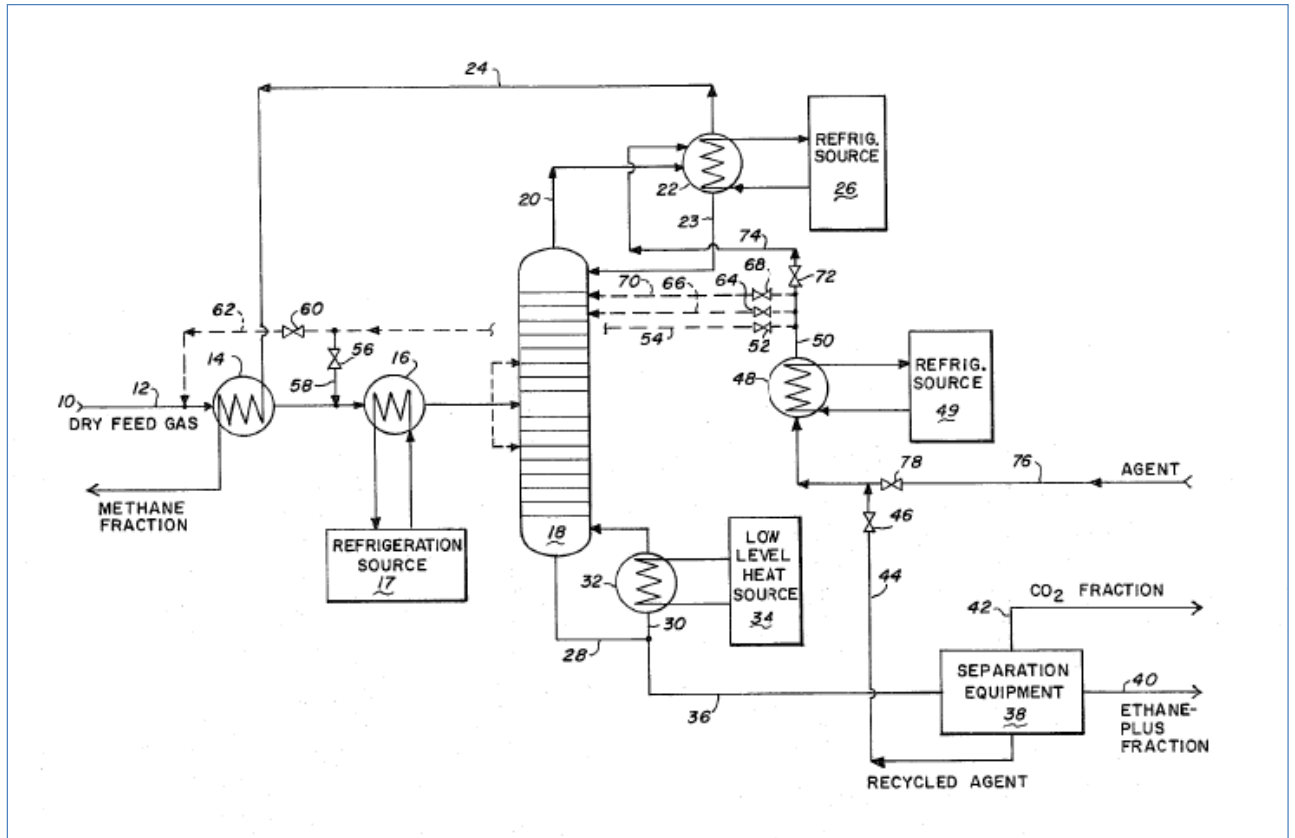 24
REFRIG.
SOURCE
26
22
20
23
74
68
64
66
70
72
62
60
54
52
50
56
14
16
58
48
REFRIG.
SOURCE
49
12
10
DRY FEED GAS
78
76
AGENT
METHANE
FRACTION
46
18
LOW
LEVEL
HEAT
SOURCE
34
REFRIGERATION
SOURCE
17
32
44
CO2 FRACTION
42
30
28
SEPARATION
EQUIPMENT
38
40
36
ETHANE-
PLUS
FRACTION
RECYCLED AGENT